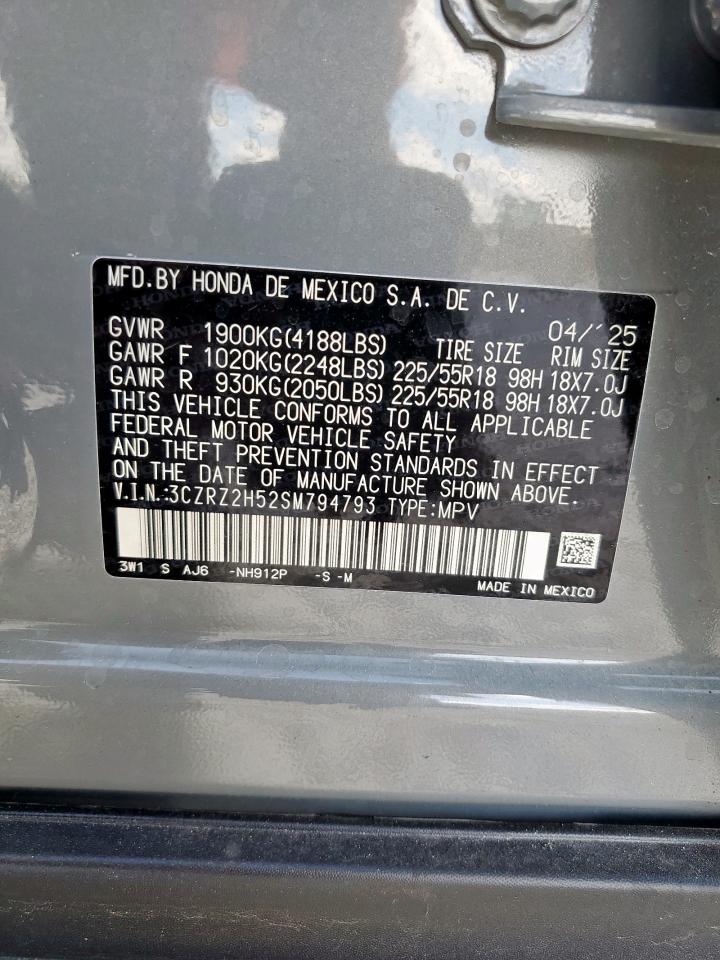 MFD.BY HONDA DE MEXICO S.A. DE C.V.
04/'25
GVWR 1900KG(4188LBS) TIRE SIZE RIM SIZE
GAWR F 1020KG(2248LBS) 225/55R18 98H 18X7.0J
GAWR R 930KG(2050LBS) 225/55R18 98H 18X7.0J
THIS VEHICLE CONFORMS TO ALL APPLICABLE
FEDERAL MOTOR VEHICLE SAFETY
AND THEFT PREVENTION STANDARDS IN EFFECT
ON THE DATE OF MANUFACTURE SHOWN ABOVE.
V.I.N.:3CZRZ2H52SM794793 TYPE:MPV
3W1 S AJ6 -NH912P -S -M
MADE IN MEXICO